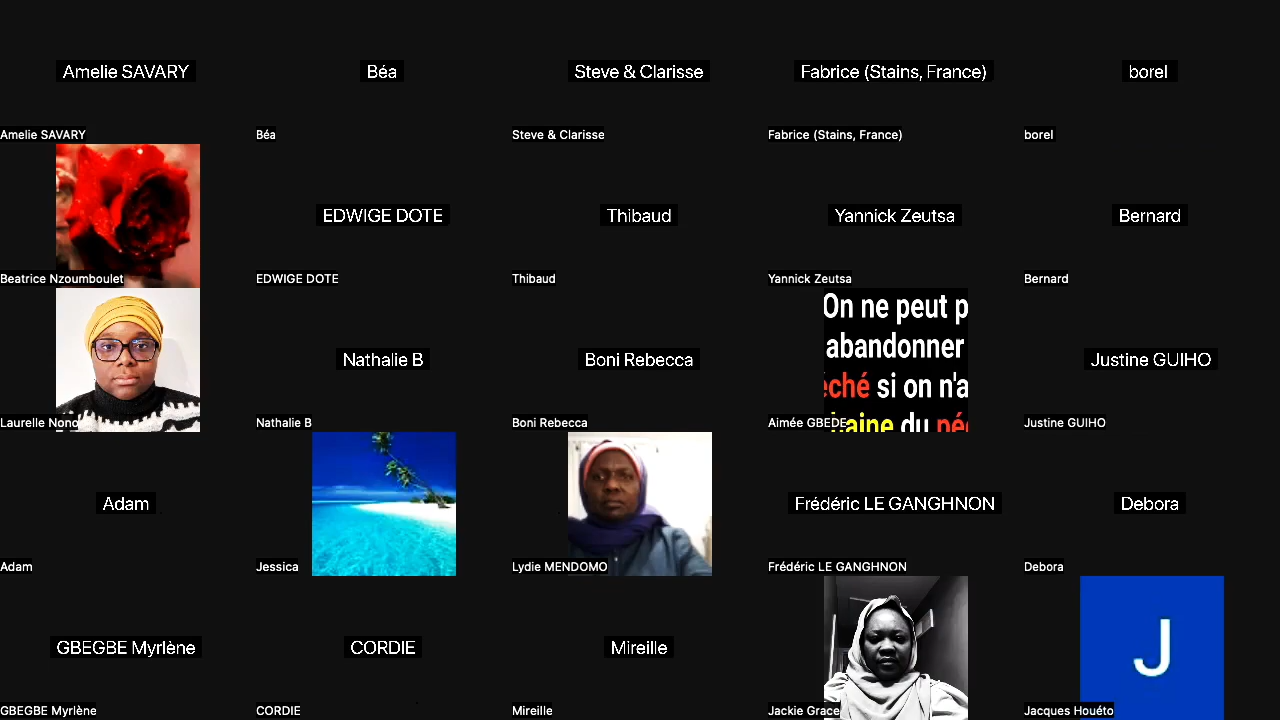 Amelie SAVARY
Béa
Steve & Clarisse
Fabrice (Stains, France)
borel
Amelie SAVARY
Béa
Steve & Clarisse
Fabrice (Stains, France)
borel
EDWIGE DOTE
Thibaud
Yannick Zeutsa
Bernard
Beatrice Nzoumboulet
EDWIGE DOTE
Thibaud
Yannick Zeutsa
Bernard
Nathalie B
Boni Rebecca
On ne peut p
abandonner
éché si on n'a
aine du pé
Justine GUIHO
Laurelle Nono
Nathalie B
Boni Rebecca
Aimée GBEDE
Justine GUIHO
Adam
Frédéric LE GANGHNON
Debora
Adam
Jessica
Lydie MENDOMO
Frédéric LE GANGHNON
Debora
GBEGBE Myrlène
CORDIE
Mireille
J
GBEGBE Myrlène
CORDIE
Mireille
Jackie Grace
Jacques Houéto